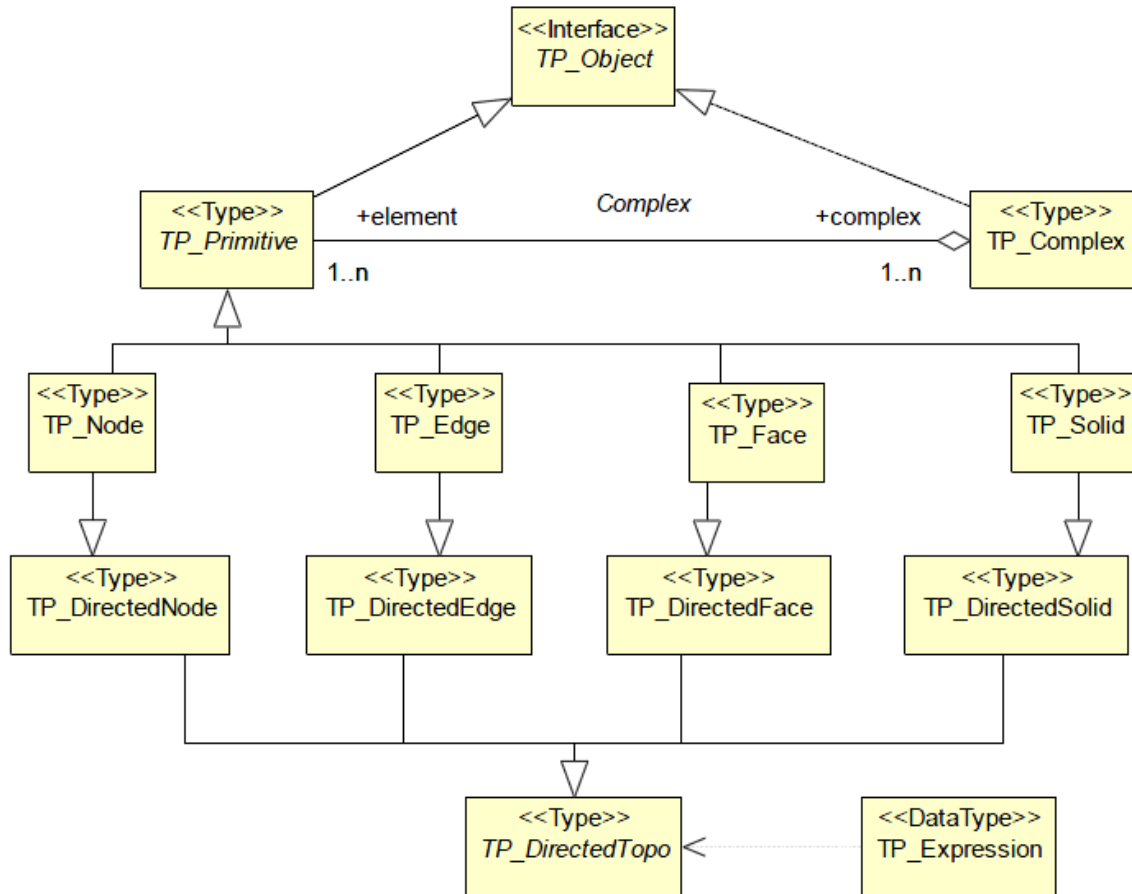 <<Interface>>
TP_Object
<<Type>>
TP_Primitive
+element
Complex
+complex
<<Type>>
TP_Complex
1..n
1..n
<<Type>>
TP_Node
<<Type>>
TP_Edge
<<Type>>
TP_Face
<<Type>>
TP_Solid
<<Type>>
TP_DirectedNode
<<Type>>
TP_DirectedEdge
<<Type>>
TP_DirectedFace
<<Type>>
TP_DirectedSolid
<<Type>>
TP_DirectedTopo
<<DataType>>
TP_Expression